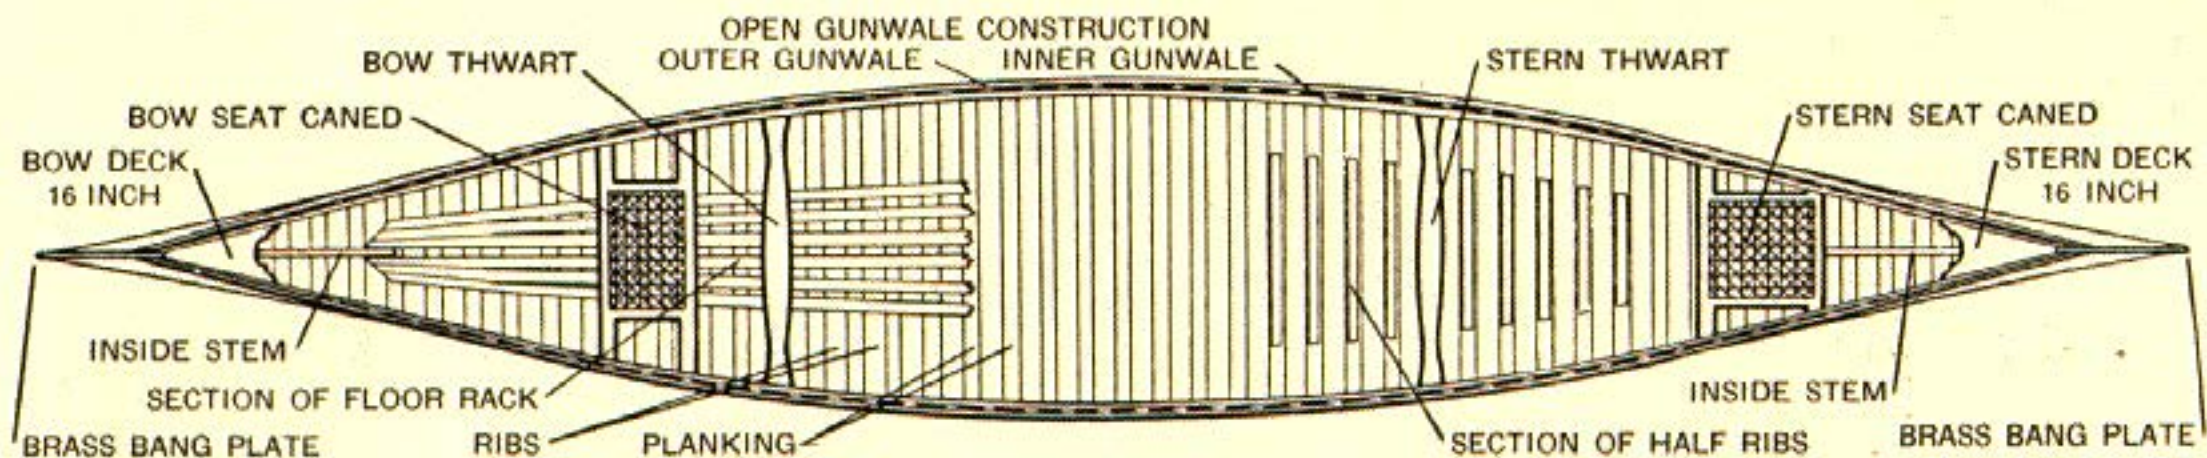 OPEN GUNWALE CONSTRUCTION
OUTER GUNWALE
INNER GUNWALE
BOW THWART
STERN THWART
BOW SEAT CANED
STERN SEAT CANED
BOW DECK
16 INCH
STERN DECK
16 INCH
INSIDE STEM
SECTION OF FLOOR RACK
INSIDE STEM
BRASS BANG PLATE
RIBS
PLANKING
SECTION OF HALF RIBS
BRASS BANG PLATE